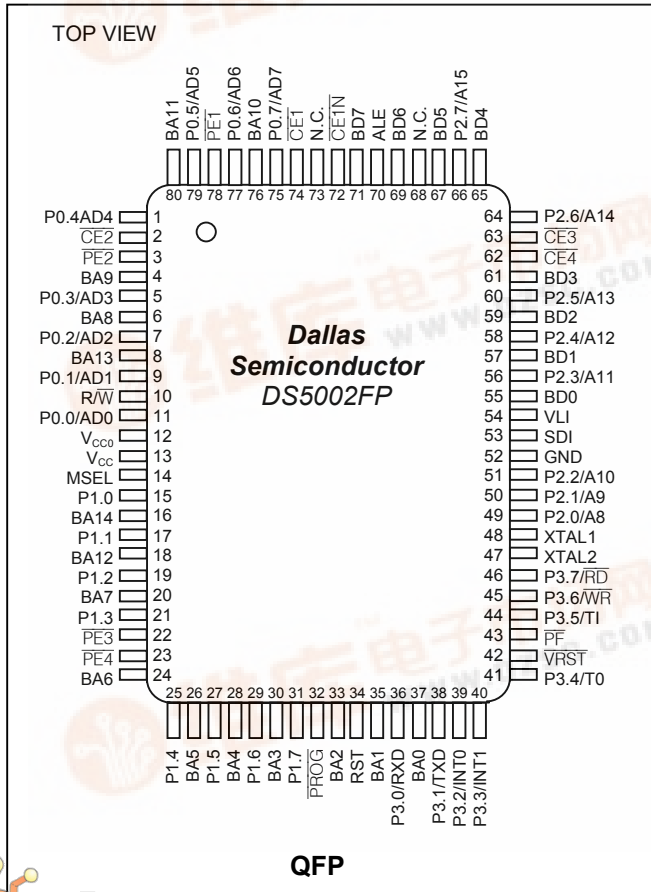 TOP VIEW
BA11
P0.5/AD5
PE1
P0.6/AD6
BA10
P0.7/AD7
CE1
N.C.
CE1N
BD7
ALE
BD6
N.C.
BD5
P2.7/A15
BD4
80 79 78 77 76 75 74 73 72 71 70 69 68 67 66 65
P0.4AD4 1
CE2 2
PE2 3
BA9 4
P0.3/AD3 5
BA8 6
P0.2/AD2 7
BA13 8
P0.1/AD1 9
R/W 10
P0.0/AD0 11
VCC0 12
VCC 13
MSEL 14
P1.0 15
BA14 16
P1.1 17
BA12 18
P1.2 19
BA7 20
P1.3 21
PE3 22
PE4 23
BA6 24
Dallas
Semiconductor™
DS5002FP
64 P2.6/A14
63 CE3
62 CE4
61 BD3
60 P2.5/A13
59 BD2
58 P2.4/A12
57 BD1
56 P2.3/A11
55 BD0
54 VLI
53 SDI
52 GND
51 P2.2/A10
50 P2.1/A9
49 P2.0/A8
48 XTAL1
47 XTAL2
46 P3.7/RD
45 P3.6/WR
44 P3.5/TI
43 PF
42 VRST
41 P3.4/T0
25 26 27 28 29 30 31 32 33 34 35 36 37 38 39 40
P1.4
BA5
P1.5
BA4
P1.6
BA3
P1.7
PROG
BA2
RST
BA1
P3.0/RXD
BA0
P3.1/TXD
P3.2/INT0
P3.3/INT1
QFP